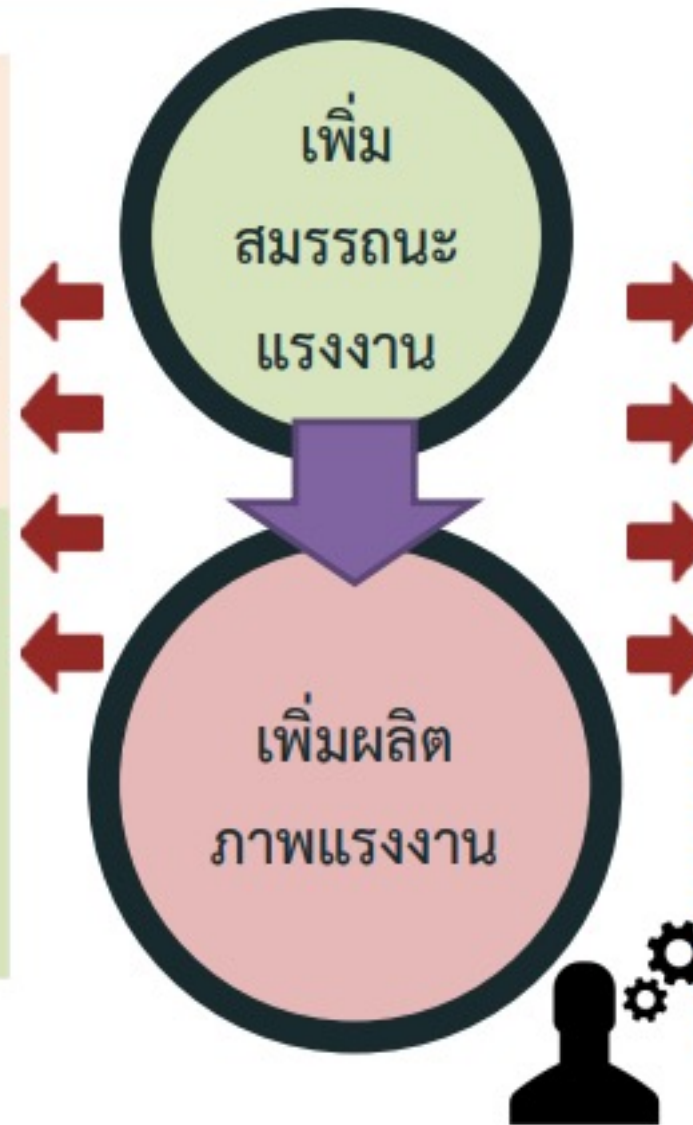 เพิ่ม
สมรรถนะ
แรงงาน
เพิ่มผลิต
ภาพแรงงาน